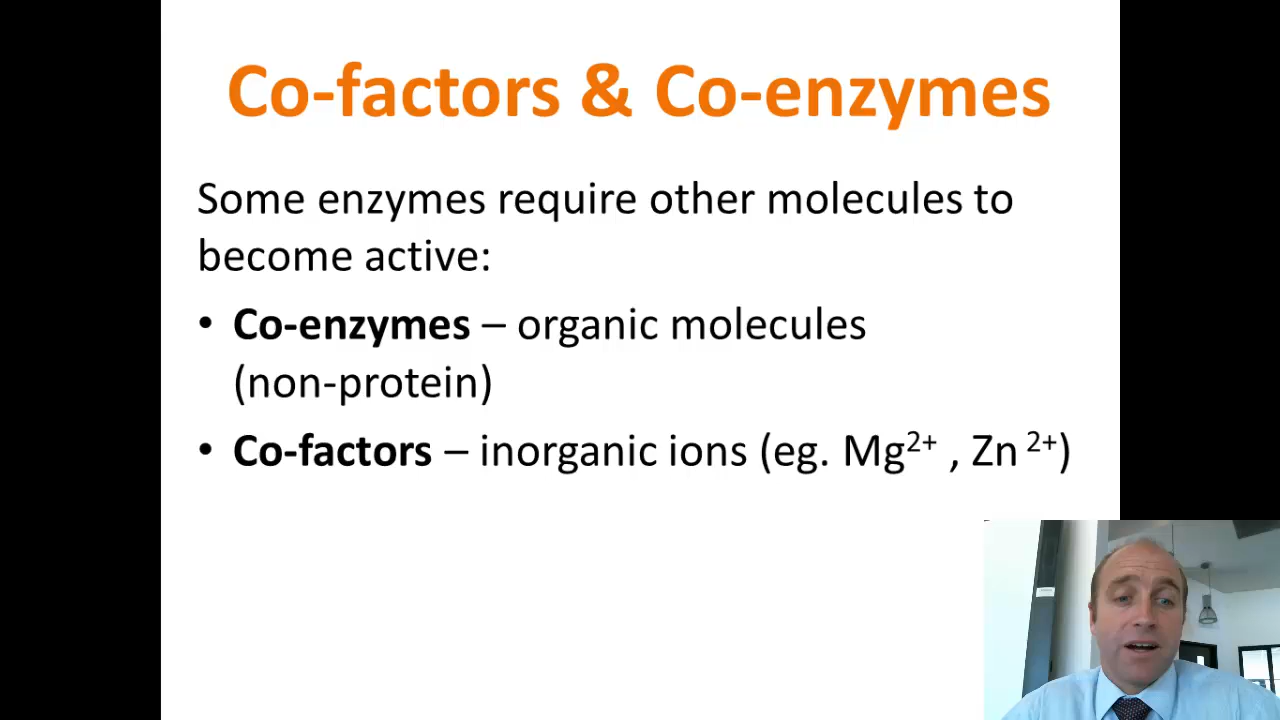 Co-factors & Co-enzymes
Some enzymes require other molecules to
become active:
• Co-enzymes – organic molecules
(non-protein)
• Co-factors – inorganic ions (eg. Mg²⁺ , Zn ²⁺)